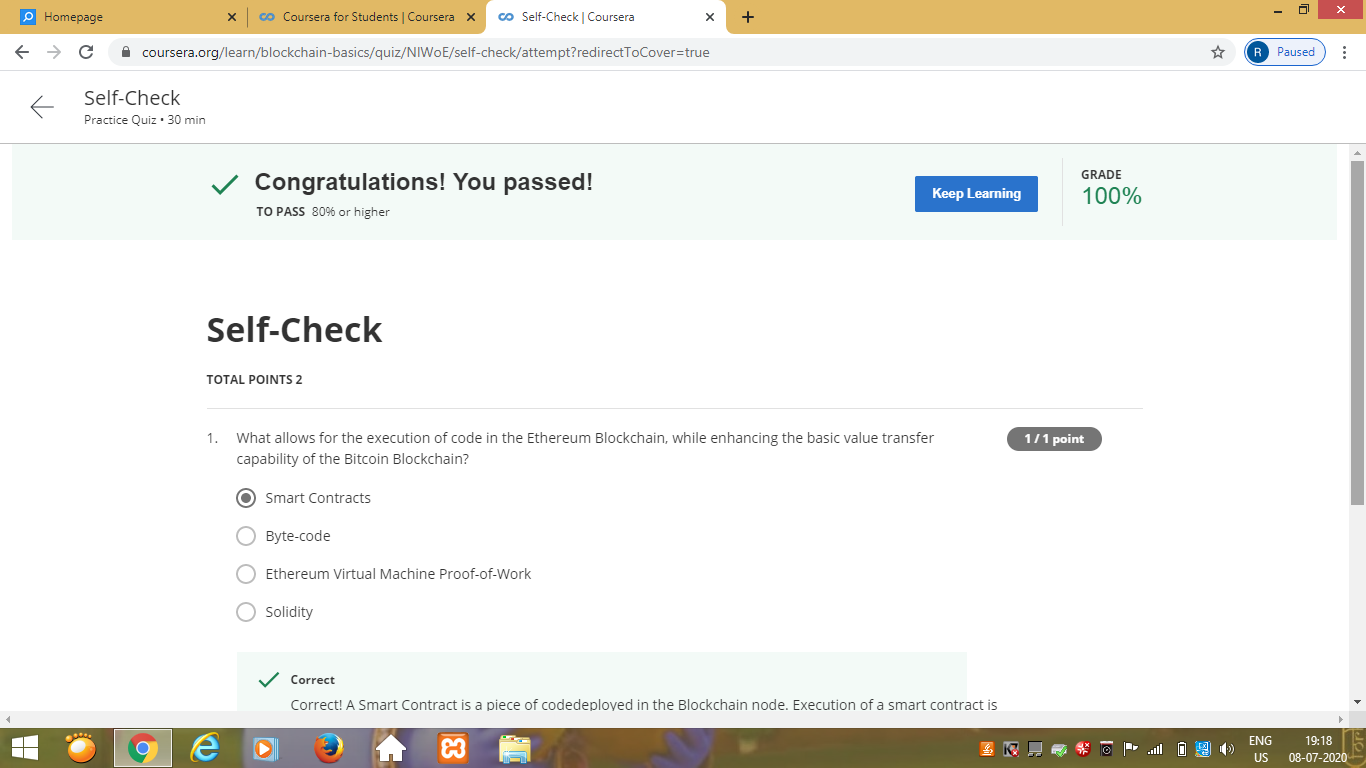 Homepage
Coursera for Students | Coursera
Self-Check | Coursera
coursera.org/learn/blockchain-basics/quiz/NIWoE/self-check/attempt?redirectToCover=true
R
Paused
Self-Check
Practice Quiz • 30 min
Congratulations! You passed!
TO PASS 80% or higher
Keep Learning
GRADE
100%
Self-Check
TOTAL POINTS 2
1. What allows for the execution of code in the Ethereum Blockchain, while enhancing the basic value transfer
capability of the Bitcoin Blockchain?
1 / 1 point
Smart Contracts
Byte-code
Ethereum Virtual Machine Proof-of-Work
Solidity
Correct
Correct! A Smart Contract is a piece of codedeployed in the Blockchain node. Execution of a smart contract is
ENG
US
19:18
08-07-2020